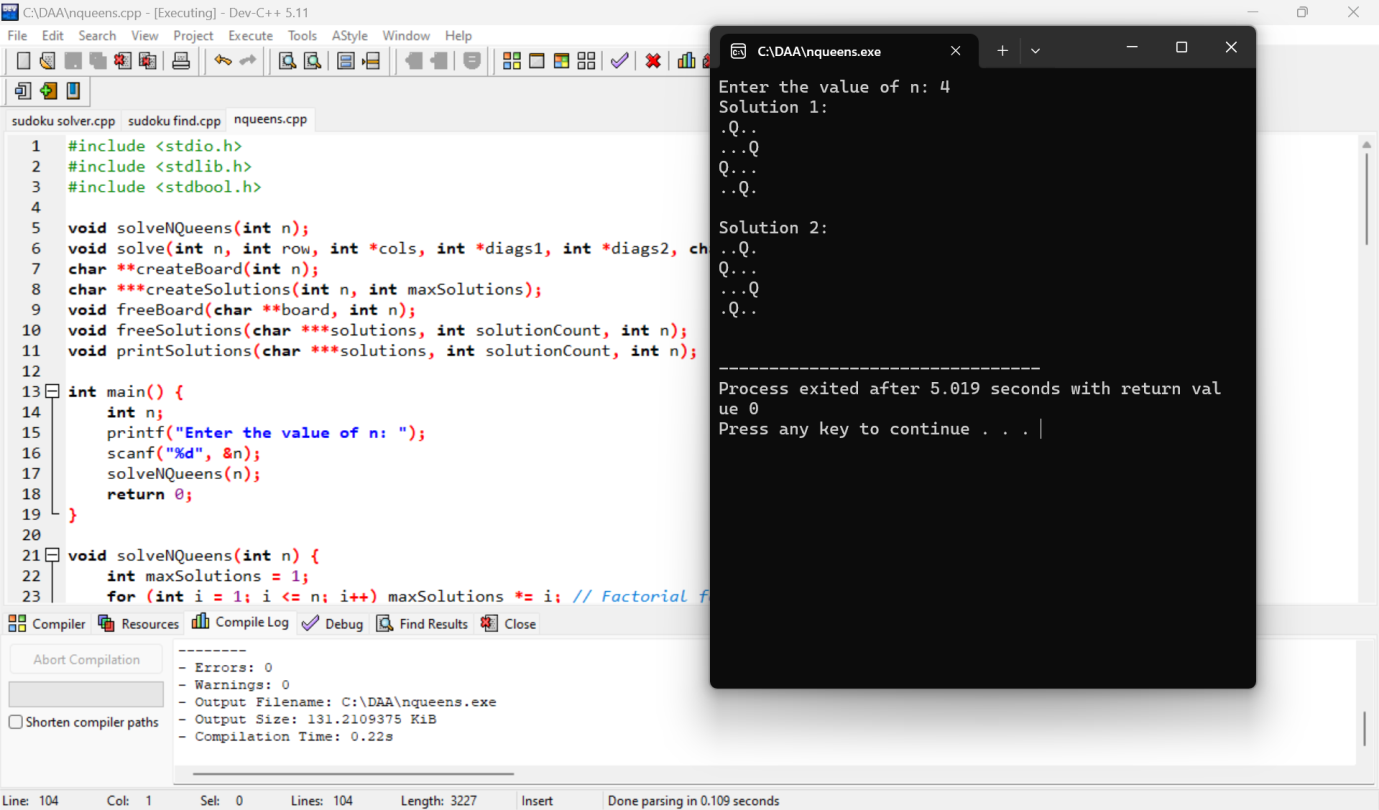 C:\DAA\nqueens.cpp - [Executing] - Dev-C++ 5.11
File Edit Search View Project Execute Tools AStyle Window Help
sudoku solver.cpp sudoku find.cpp nqueens.cpp
1 #include <stdio.h>
2 #include <stdlib.h>
3 #include <stdbool.h>
4
5 void solveNQueens(int n);
6 void solve(int n, int row, int *cols, int *diags1, int *diags2, ch
7 char **createBoard(int n);
8 char ***createSolutions(int n, int maxSolutions);
9 void freeBoard(char **board, int n);
10 void freeSolutions(char ***solutions, int solutionCount, int n);
11 void printSolutions(char ***solutions, int solutionCount, int n);
12
13 int main() {
14 int n;
15 printf("Enter the value of n: ");
16 scanf("%d", &n);
17 solveNQueens(n);
18 return 0;
19 }
20
21 void solveNQueens(int n) {
22 int maxSolutions = 1;
23 for (int i = 1; i <= n; i++) maxSolutions *= i; // Factorial f
C:\DAA\nqueens.exe
Enter the value of n: 4
Solution 1:
.Q..
...Q
Q...
..Q.
Solution 2:
..Q.
Q...
...Q
.Q..
--------------------------------
Process exited after 5.019 seconds with return val
ue 0
Press any key to continue . . .
Compiler Resources Compile Log Debug Find Results Close
Abort Compilation
Shorten compiler paths
--------
- Errors: 0
- Warnings: 0
- Output Filename: C:\DAA\nqueens.exe
- Output Size: 131.2109375 KiB
- Compilation Time: 0.22s
Line: 104 Col: 1 Sel: 0 Lines: 104 Length: 3227 Insert Done parsing in 0.109 seconds